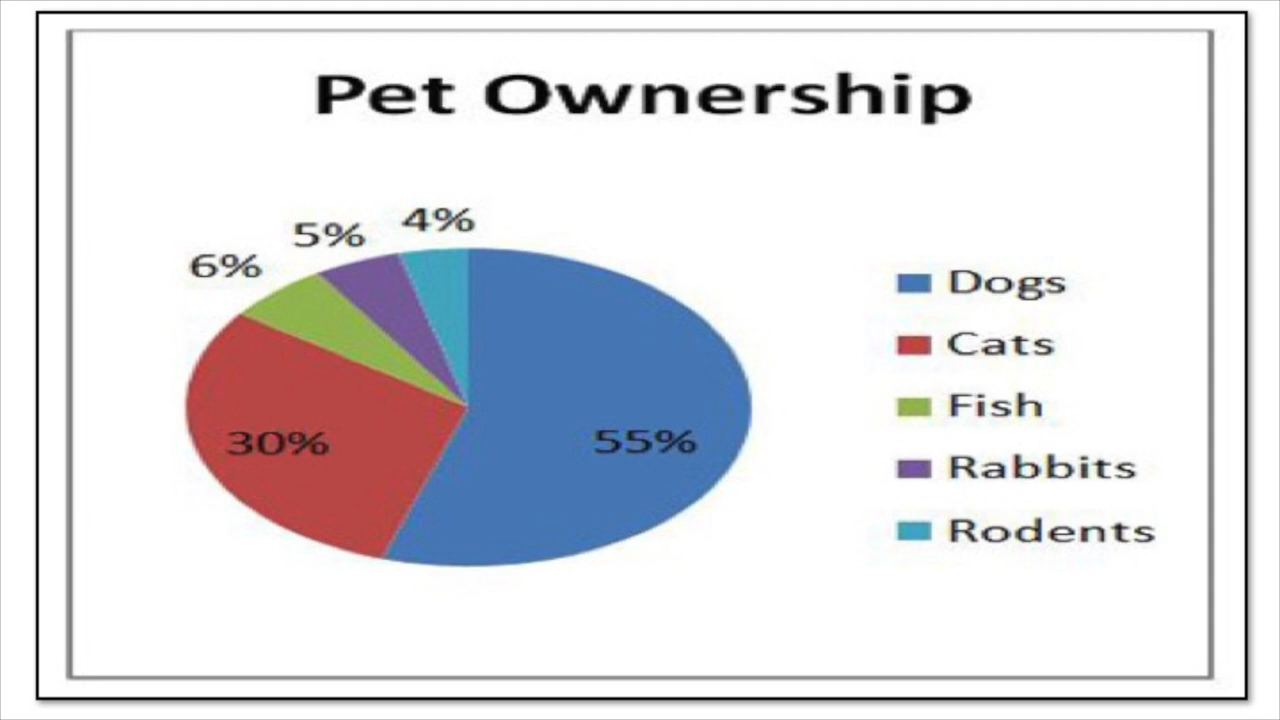 Pet Ownership
4%
5%
6%
30%
55%
Dogs
Cats
Fish
Rabbits
Rodents